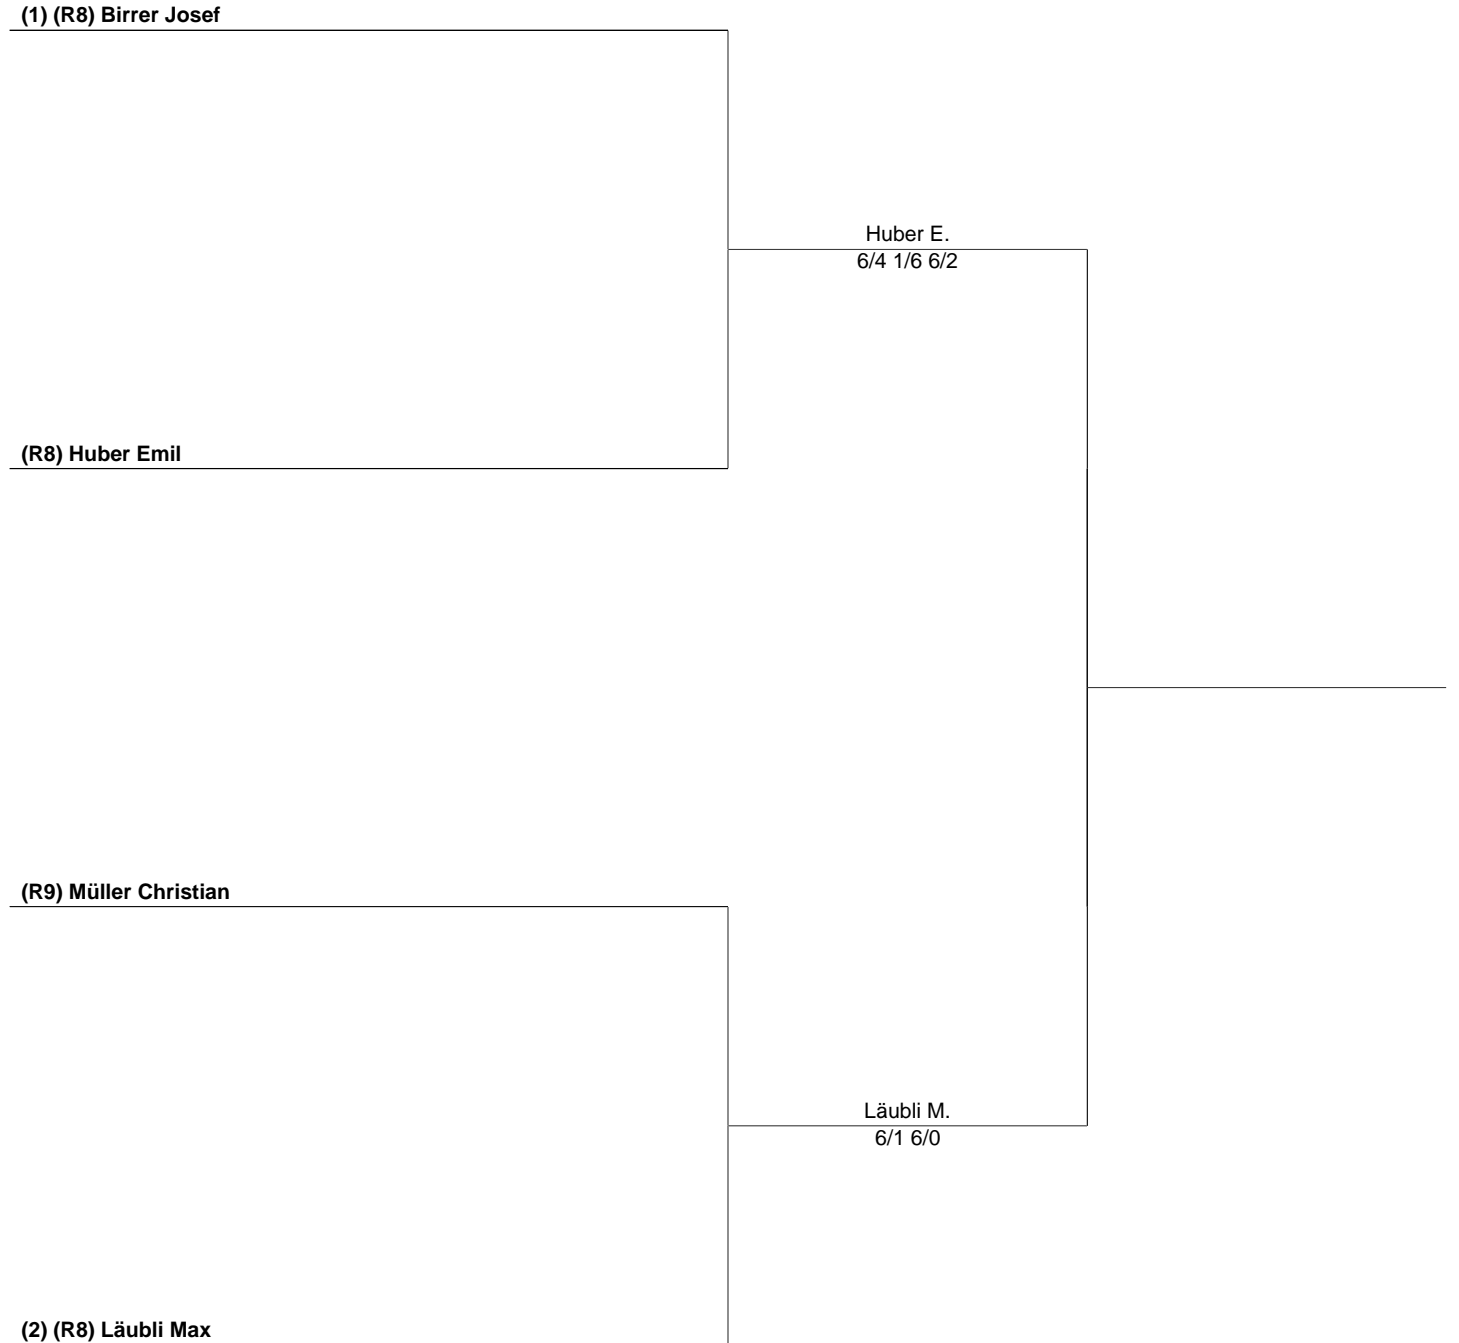 (1) (R8) Birrer Josef
Huber E.
6/4 1/6 6/2
(R8) Huber Emil
(R9) Müller Christian
Läubli M.
6/1 6/0
(2) (R8) Läubli Max